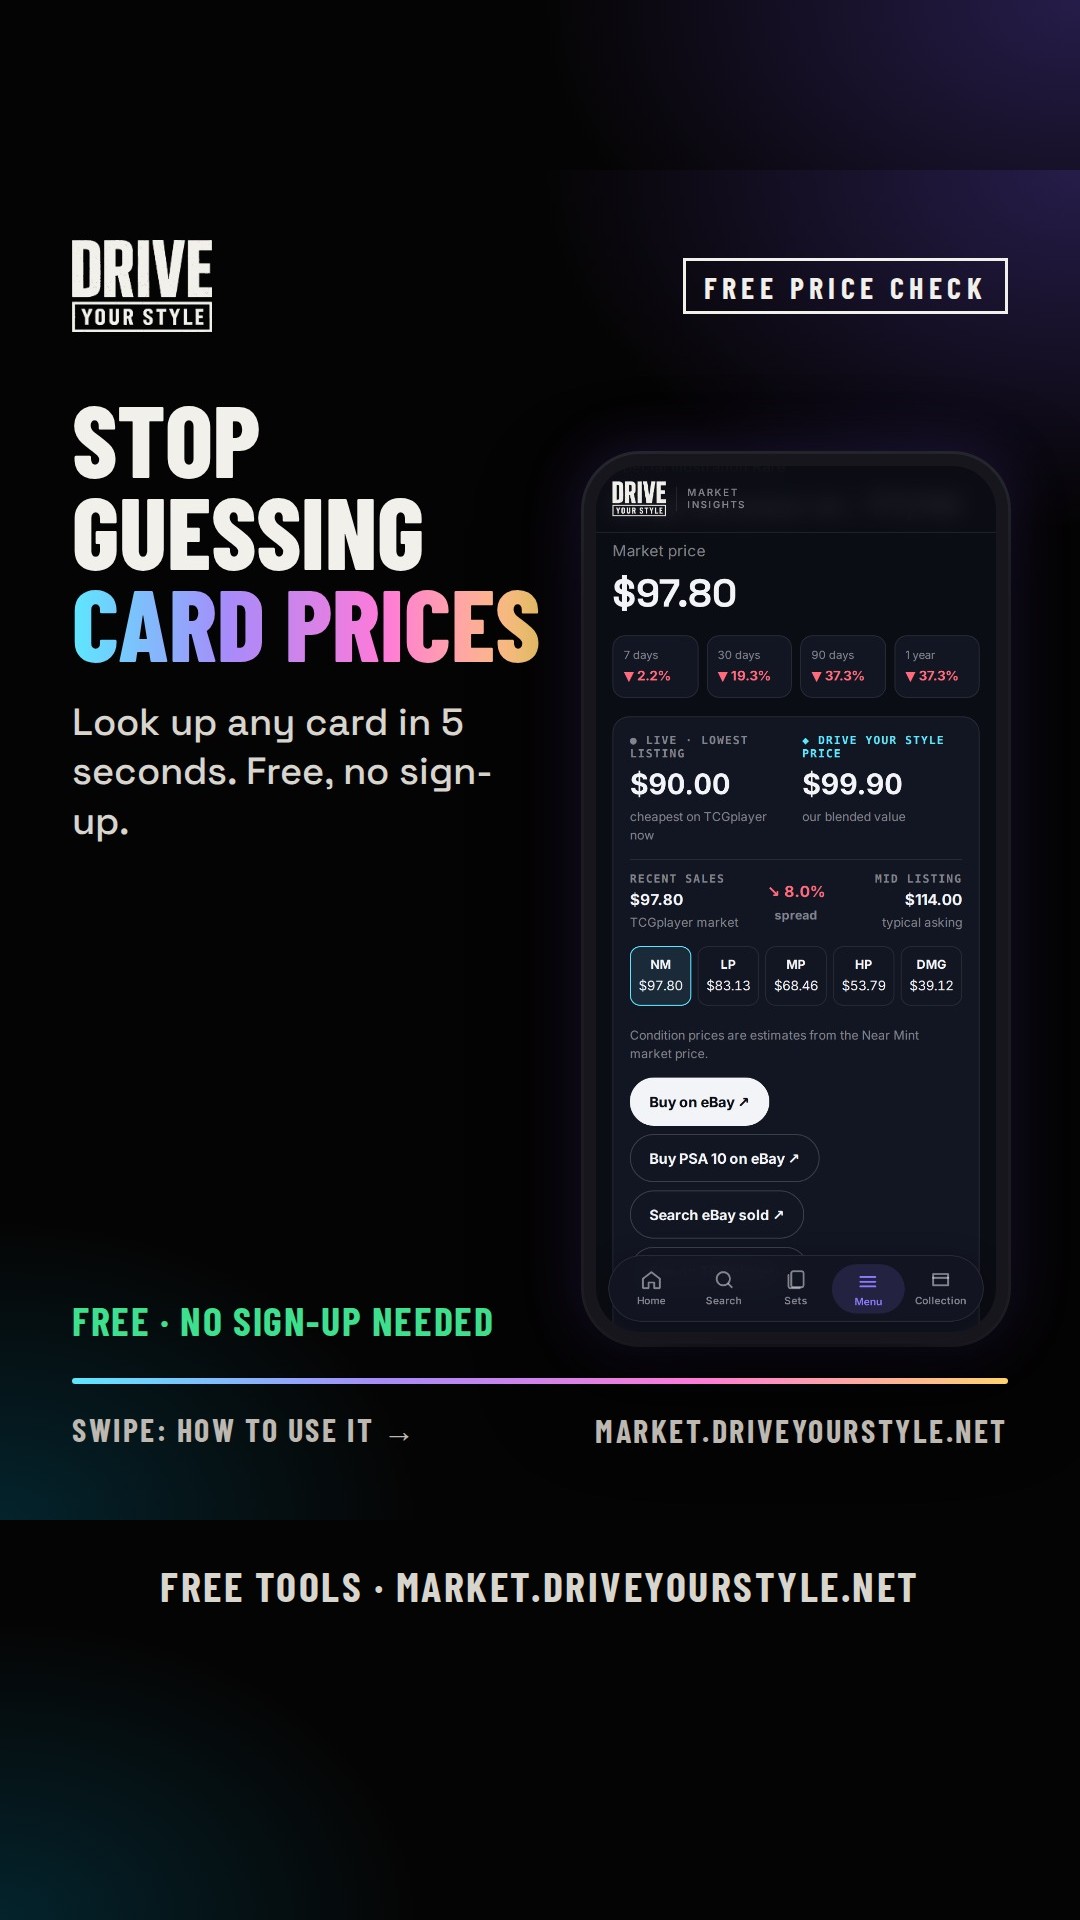 DRIVE
YOUR STYLE
FREE PRICE CHECK
STOP
GUESSING
CARD PRICES
Look up any card in 5
seconds. Free, no sign-
up.
DRIVE
YOUR STYLE
MARKET
INSIGHTS
Market price
$97.80
7 days
▼ 2.2%
30 days
▼ 19.3%
90 days
▼ 37.3%
1 year
▼ 37.3%
● LIVE · LOWEST
LISTING
$90.00
cheapest on TCGplayer
now
◆ DRIVE YOUR STYLE
PRICE
$99.90
our blended value
RECENT SALES
$97.80
TCGplayer market
↘ 8.0%
spread
MID LISTING
$114.00
typical asking
NM
$97.80
LP
$83.13
MP
$68.46
HP
$53.79
DMG
$39.12
Condition prices are estimates from the Near Mint
market price.
Buy on eBay ↗
Buy PSA 10 on eBay ↗
Search eBay sold ↗
Home
Search
Sets
Menu
Collection
FREE · NO SIGN-UP NEEDED
SWIPE: HOW TO USE IT →
MARKET.DRIVEYOURSTYLE.NET
FREE TOOLS · MARKET.DRIVEYOURSTYLE.NET